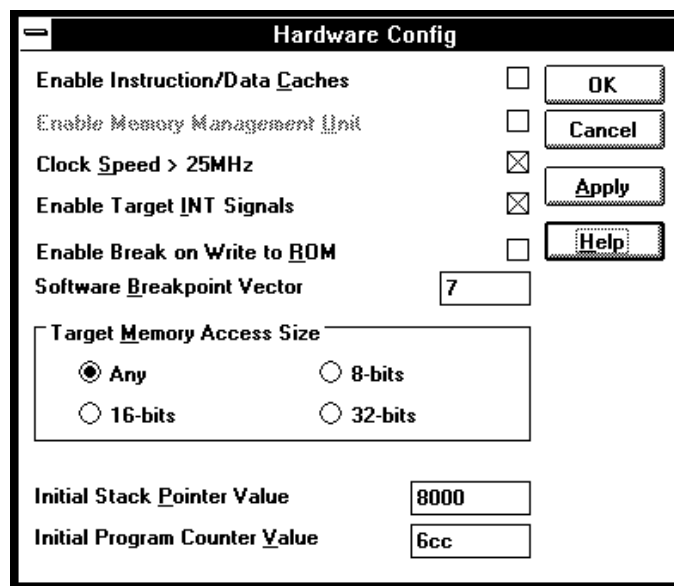 Hardware Config
Enable Instruction/Data Caches
OK
Enable Memory Management Unit
Cancel
Clock Speed > 25MHz
Apply
Enable Target INT Signals
Help
Enable Break on Write to ROM
Software Breakpoint Vector 7
Target Memory Access Size
Any 8-bits
16-bits 32-bits
Initial Stack Pointer Value 8000
Initial Program Counter Value 6cc